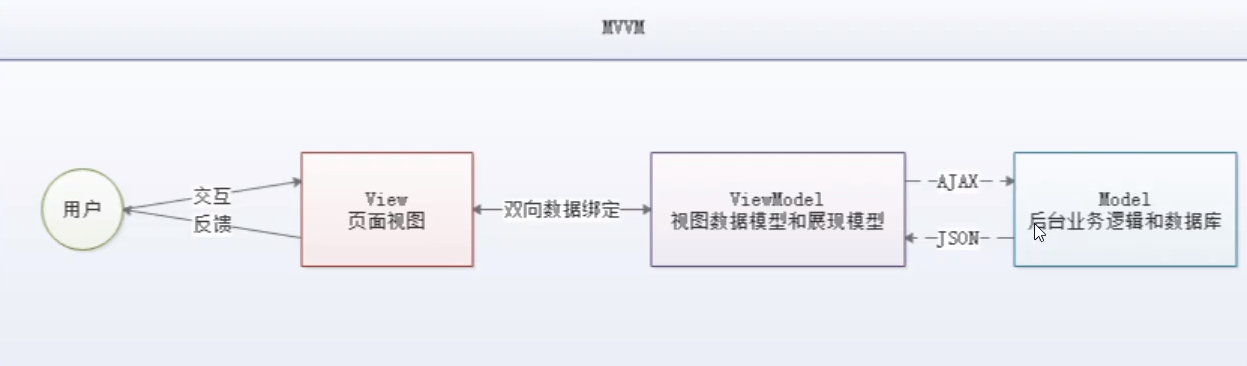 MVVM
用户
交互
反馈
View
页面视图
双向数据绑定
ViewModel
视图数据模型和展现模型
AJAX
JSON
Model
后台业务逻辑和数据库